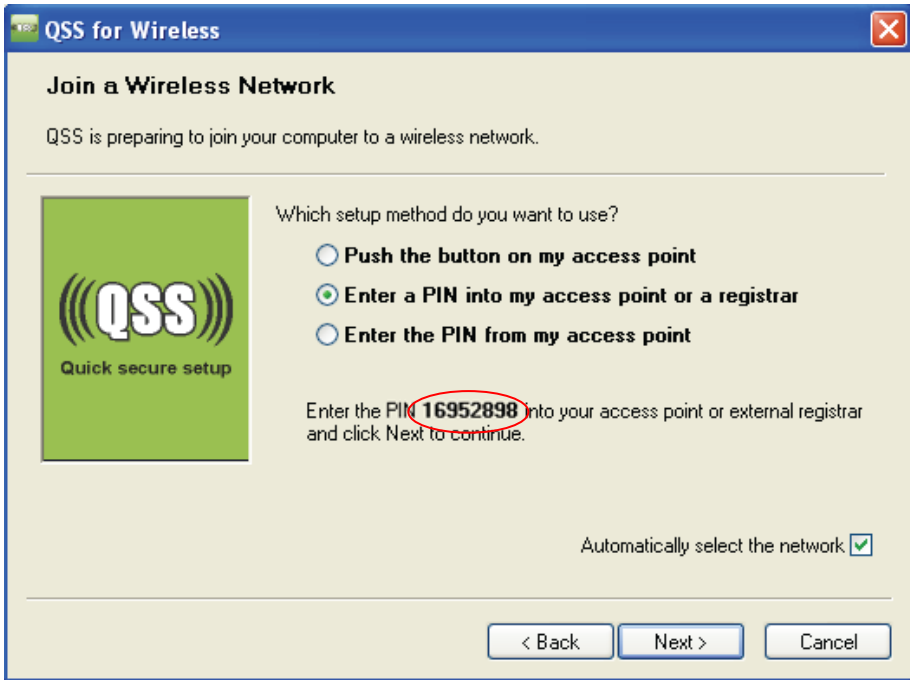 QSS for Wireless
Join a Wireless Network
QSS is preparing to join your computer to a wireless network.
Which setup method do you want to use?
Push the button on my access point
Enter a PIN into my access point or a registrar
Enter the PIN from my access point
(((QSS)))
Quick secure setup
Enter the PIN 16952898 into your access point or external registrar
and click Next to continue.
Automatically select the network
< Back
Next >
Cancel